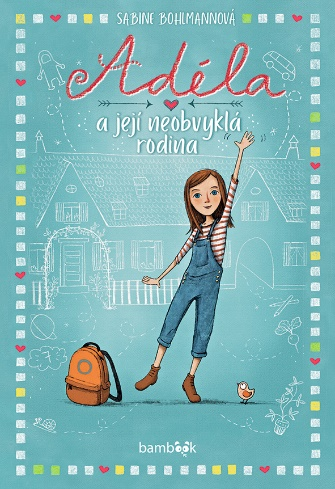 SABINE BOHLMANNOVÁ
Adéla
a její neobvyklá
rodina
bambook